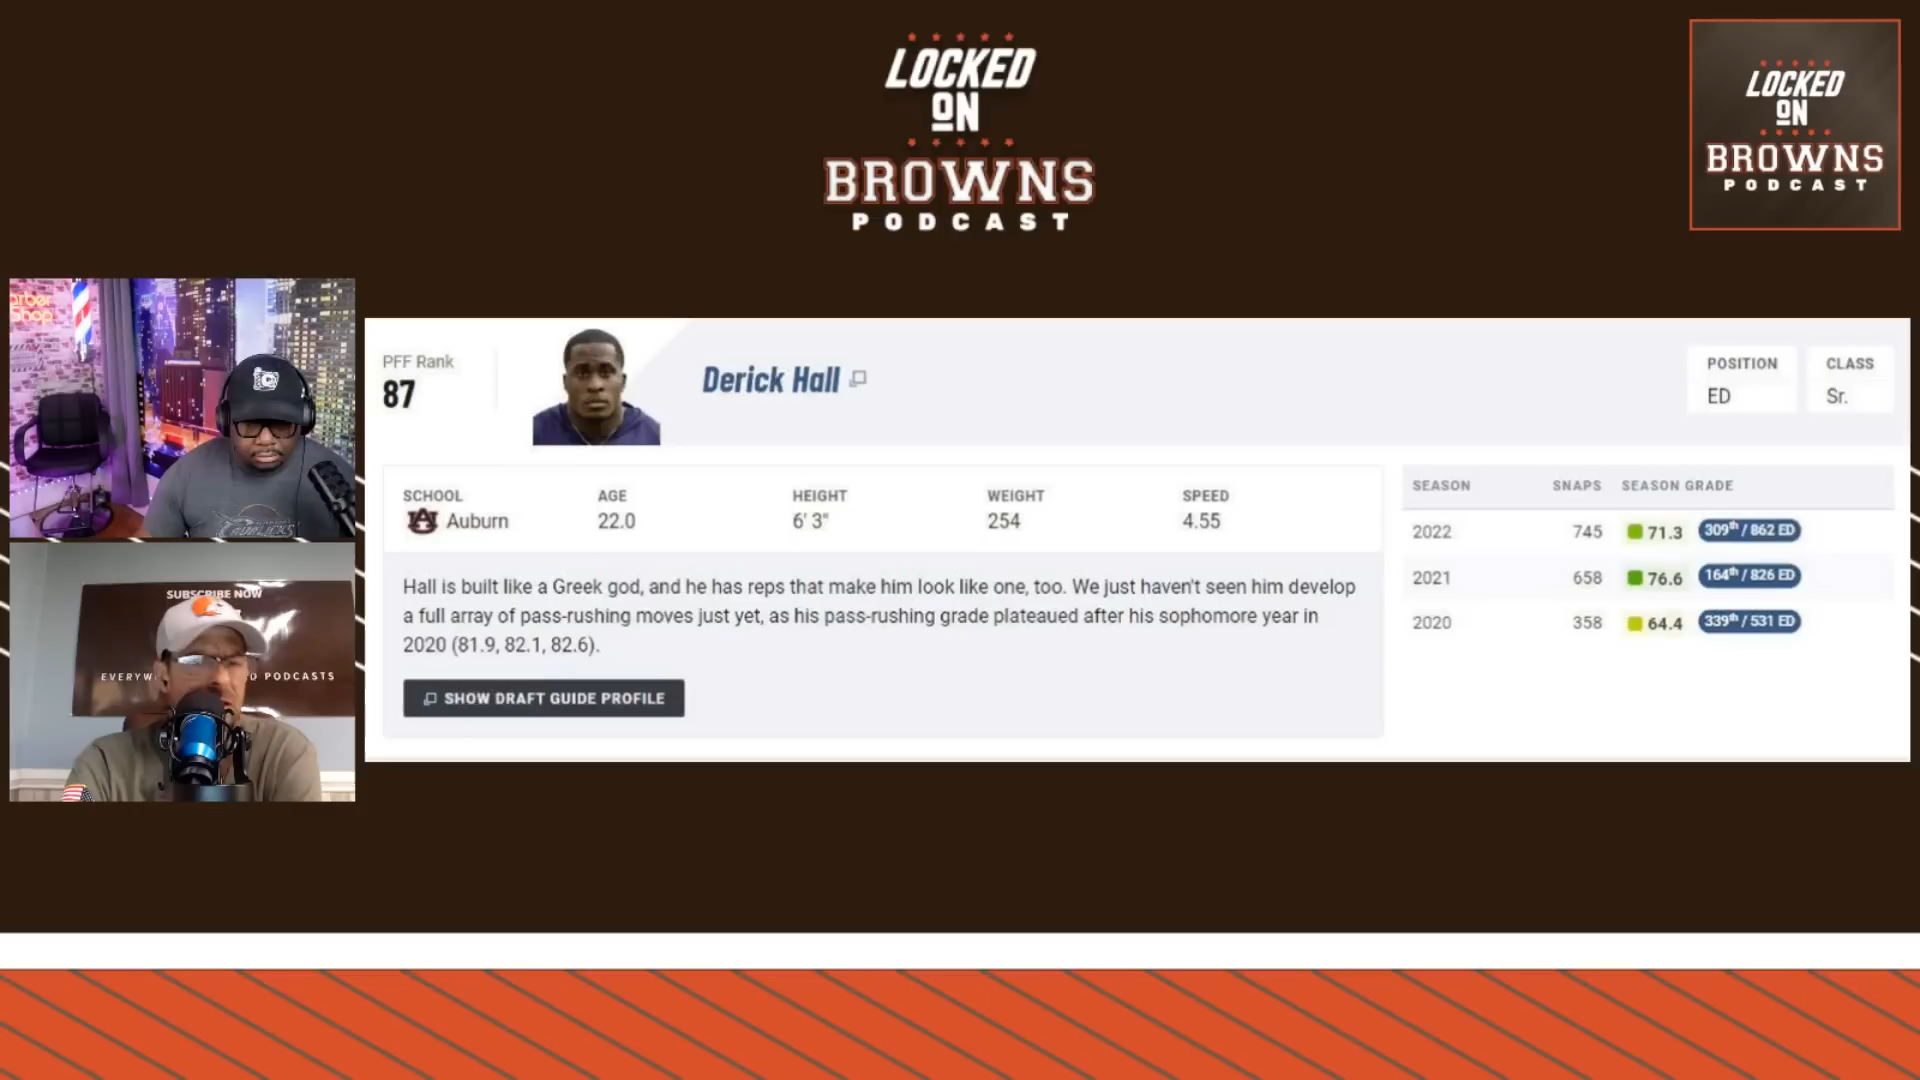 LOCKED
ON
BROWNS
PODCAST
LOCKED
ON
BROWNS
PODCAST
Shop
SUBSCRIBE NOW
PODCASTS
PFF Rank
87
Derick Hall
POSITION
ED
CLASS
Sr.
SCHOOL
Auburn
AGE
22.0
HEIGHT
6' 3"
WEIGHT
254
SPEED
4.55
Hall is built like a Greek god, and he has reps that make him look like one, too. We just haven't seen him develop
a full array of pass-rushing moves just yet, as his pass-rushing grade plateaued after his sophomore year in
2020 (81.9, 82.1, 82.6).
SHOW DRAFT GUIDE PROFILE
SEASON SNAPS SEASON GRADE
2022 745 71.3 309th / 862 ED
2021 658 76.6 164th / 826 ED
2020 358 64.4 339th / 531 ED